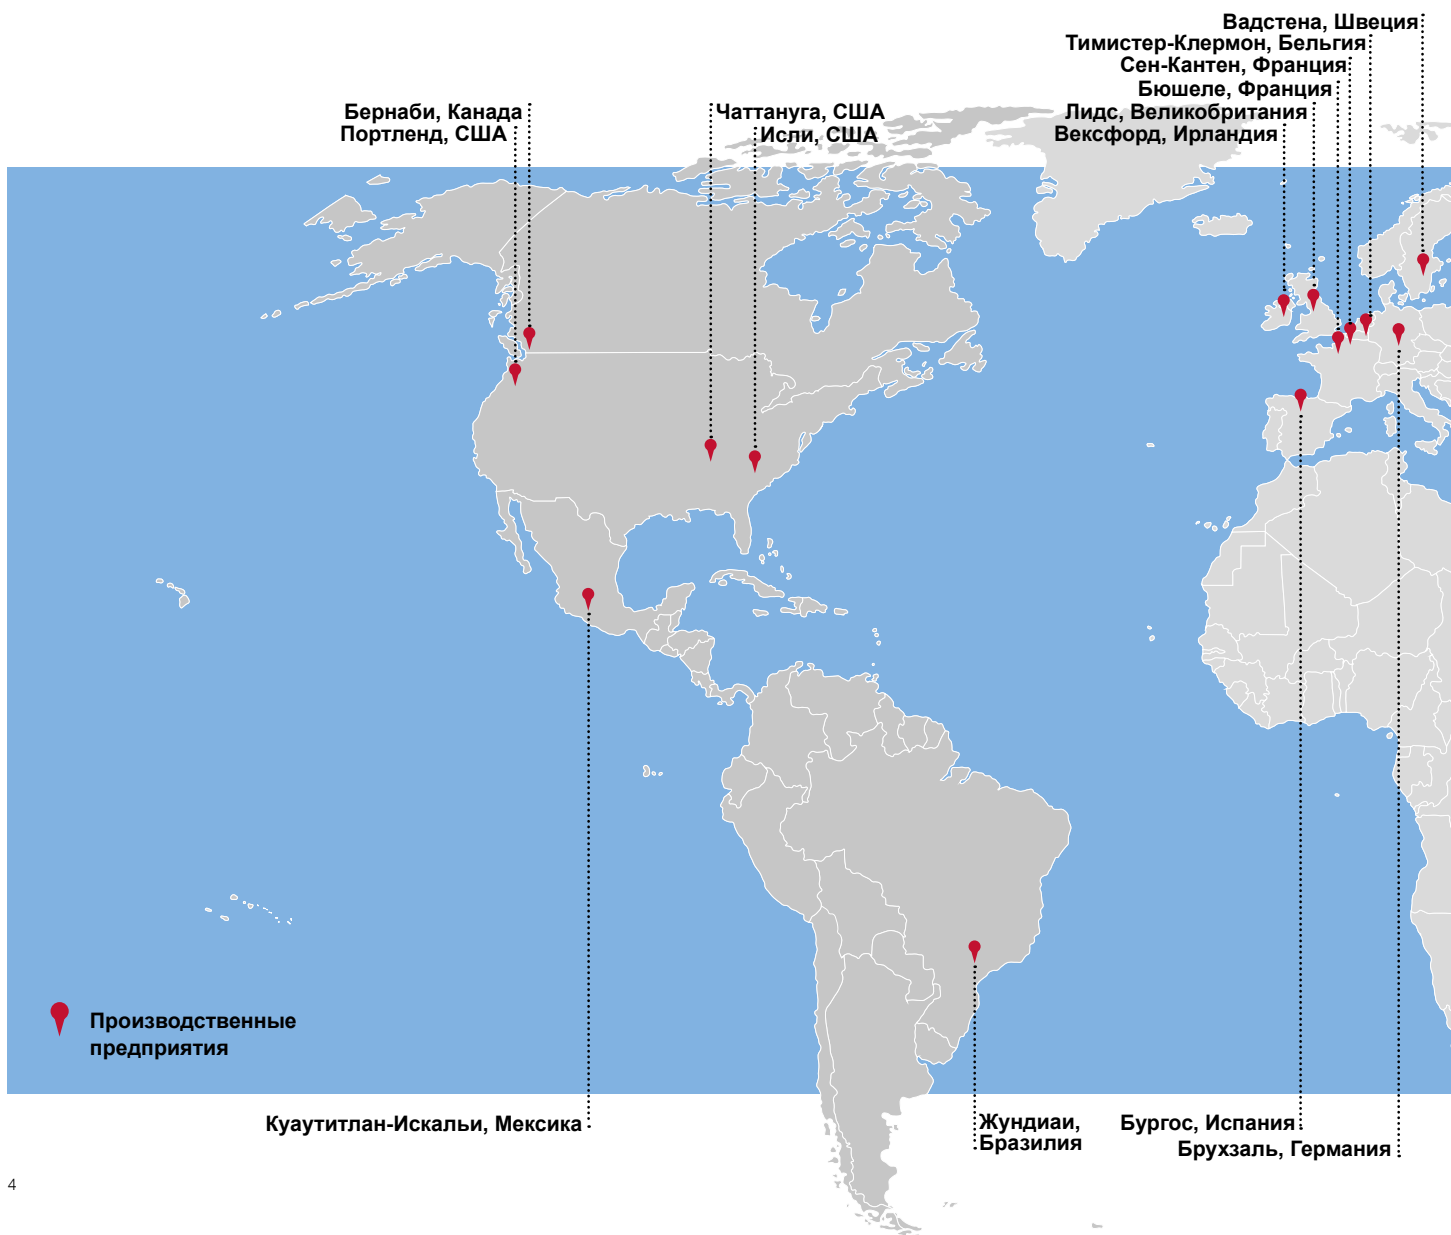 Вадстена, Швеция
Тимистер-Клермон, Бельгия
Сен-Кантен, Франция
Бюшеле, Франция
Лидс, Великобритания
Вексфорд, Ирландия
Бернаби, Канада
Портленд, США
Чаттануга, США
Исли, США
Производственные
предприятия
Куаутитлан-Искальи, Мексика
Жундиаи,
Бразилия
Бургос, Испания
Брухзаль, Германия
4